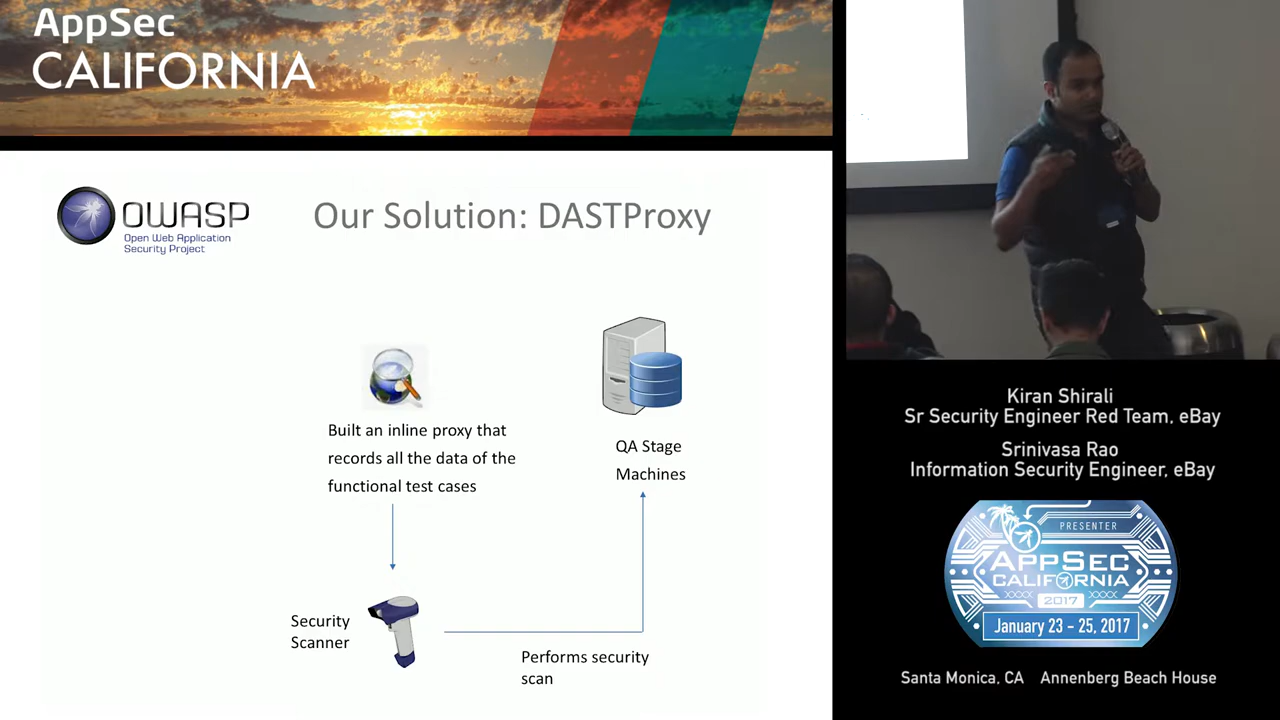 AppSec
CALIFORNIA
OWASP
Open Web Application
Security Project
Our Solution: DASTProxy
Built an inline proxy that
records all the data of the
functional test cases
QA Stage
Machines
Security
Scanner
Performs security
scan
Kiran Shirali
Sr Security Engineer Red Team, eBay
Srinivasa Rao
Information Security Engineer, eBay
PRESENTER
APPSEC
CALIFORNIA
2017
January 23 - 25, 2017
Santa Monica, CA Annenberg Beach House